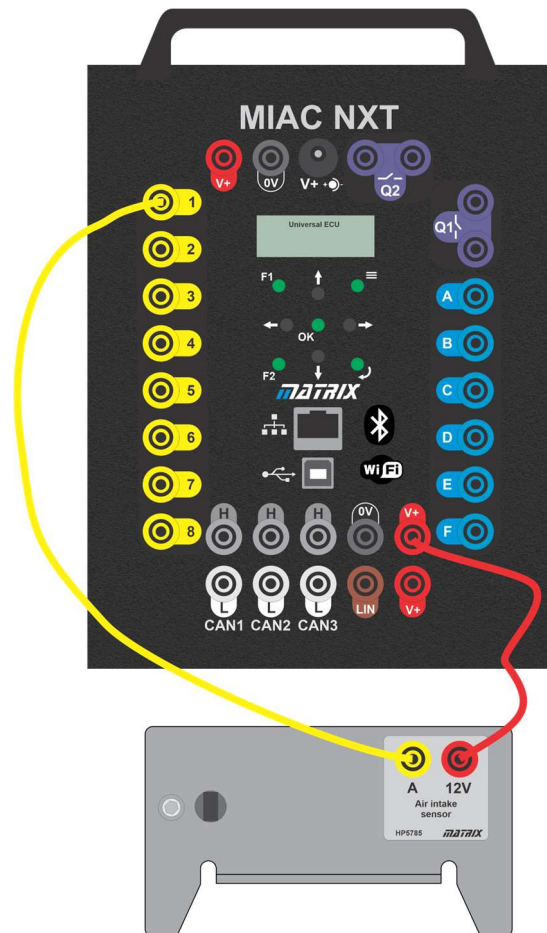 MIAC NXT
V+
0V
V+
Q2
1
2
3
4
5
6
7
8
Universal ECU
F1
OK
F2
MATRIX
WiFi
Q1
A
B
C
D
E
F
H
H
H
0V
V+
L
L
L
LIN
V+
CAN1 CAN2 CAN3
A 12V
Air intake
sensor
HP5785 MATRIX